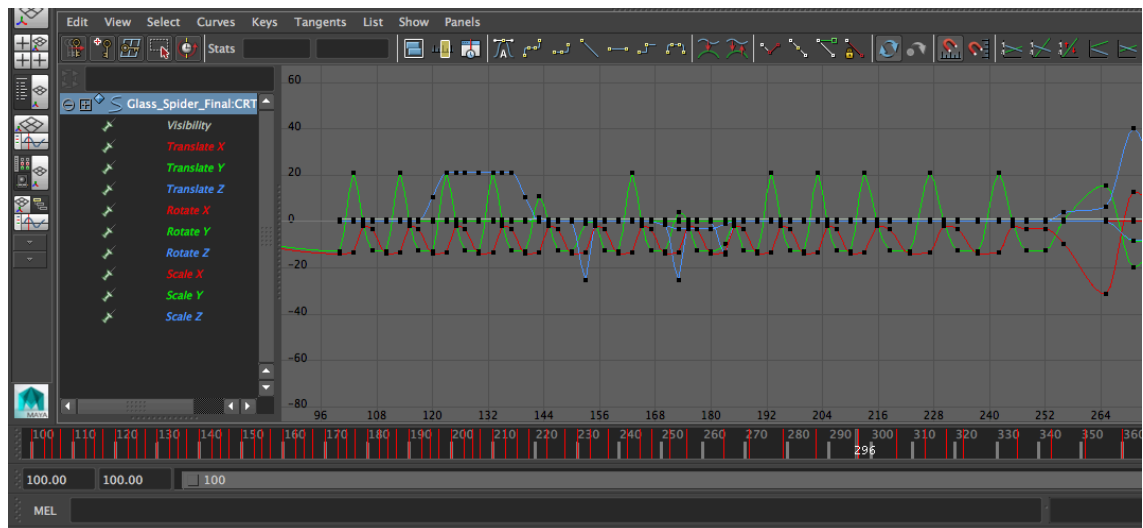 Edit View Select Curves Keys Tangents List Show Panels
Stats
Glass_Spider_Final:CRT
Visibility
Translate X
Translate Y
Translate Z
Rotate X
Rotate Y
Rotate Z
Scale X
Scale Y
Scale Z
60
40
20
0
-20
-40
-60
-80
96 108 120 132 144 156 168 180 192 204 216 228 240 252 264
MAYA
100 110 120 130 140 150 160 170 180 190 200 210 220 230 240 250 260 270 280 290 300 310 320 330 340 350 360
296
100.00 100.00 100
MEL